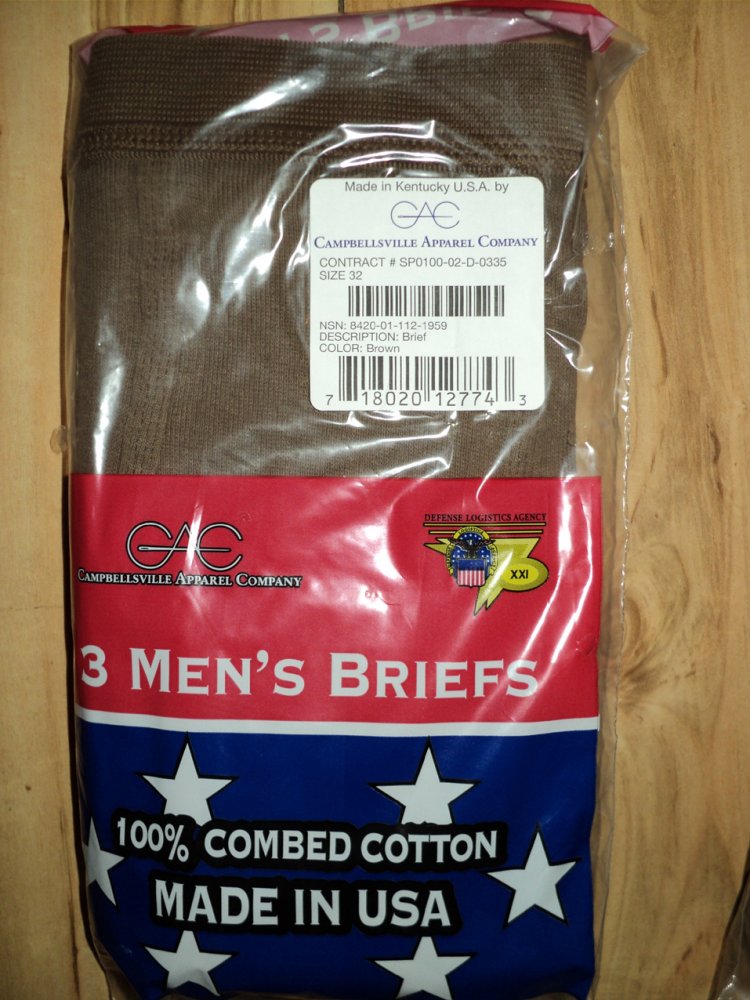 Made in Kentucky U.S.A. by
CAC
CAMPBELLSVILLE APPAREL COMPANY
CONTRACT # SP0100-02-D-0335
SIZE 32
NSN: 8420-01-112-1959
DESCRIPTION: Brief
COLOR: Brown
7 18020 12774 3
CAC
CAMPBELLSVILLE APPAREL COMPANY
DEFENSE LOGISTICS AGENCY
XXI
3 MEN'S BRIEFS
100% COMBED COTTON
MADE IN USA